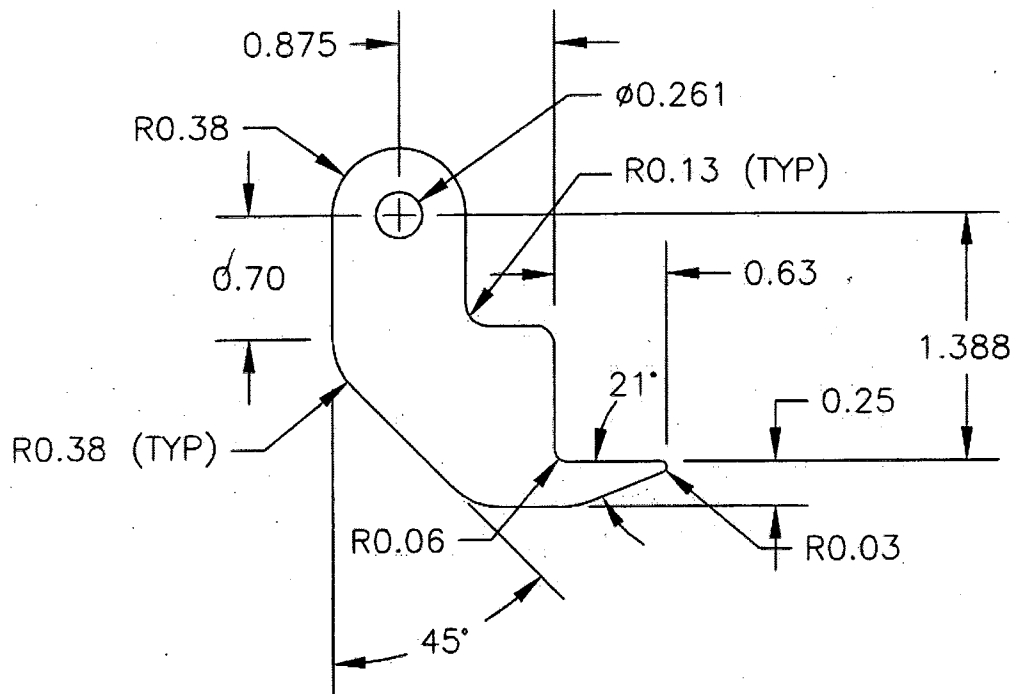 0.875
ø0.261
R0.38
R0.13 (TYP)
0.70
0.63
1.388
21°
0.25
R0.38 (TYP)
R0.06
R0.03
45°